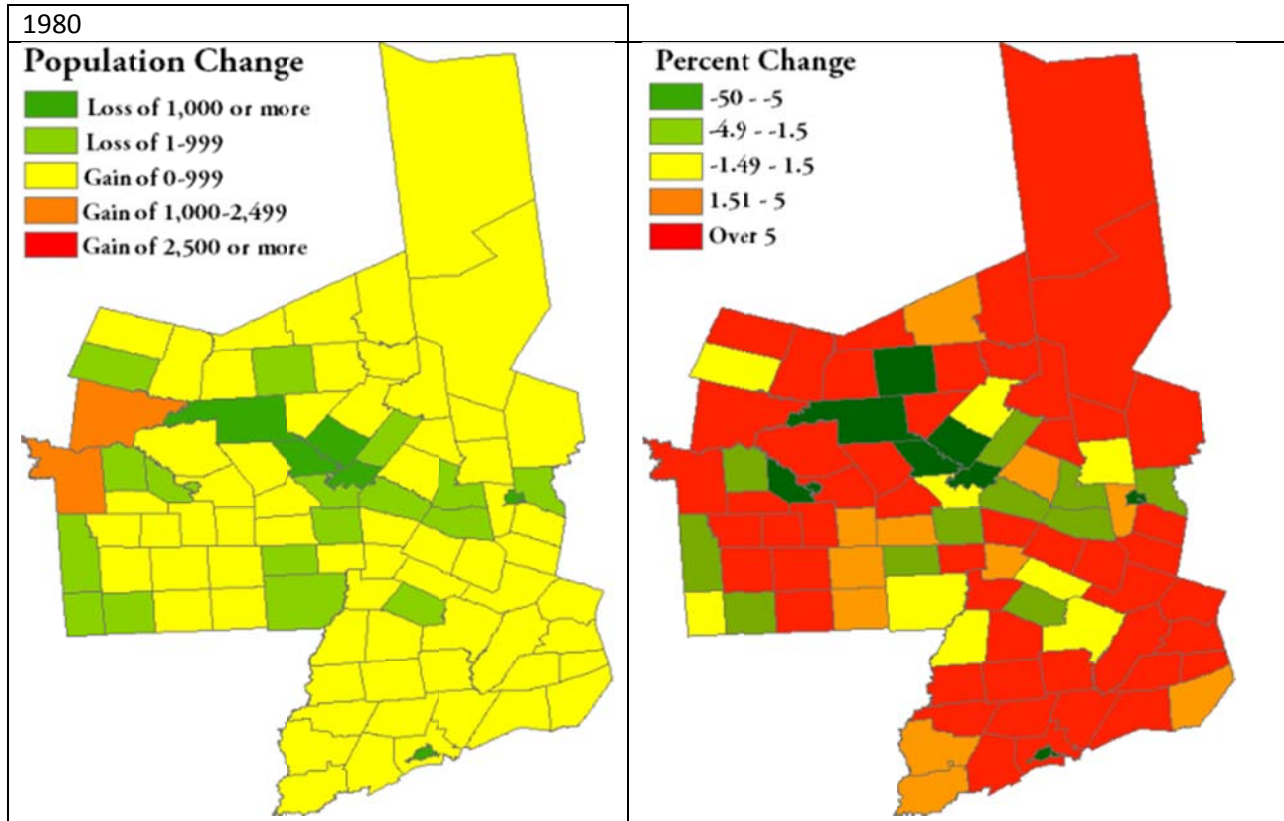 1980
Population Change
Loss of 1,000 or more
Loss of 1-999
Gain of 0-999
Gain of 1,000-2,499
Gain of 2,500 or more
Percent Change
-50 - -5
-4.9 - -1.5
-1.49 - 1.5
1.51 - 5
Over 5